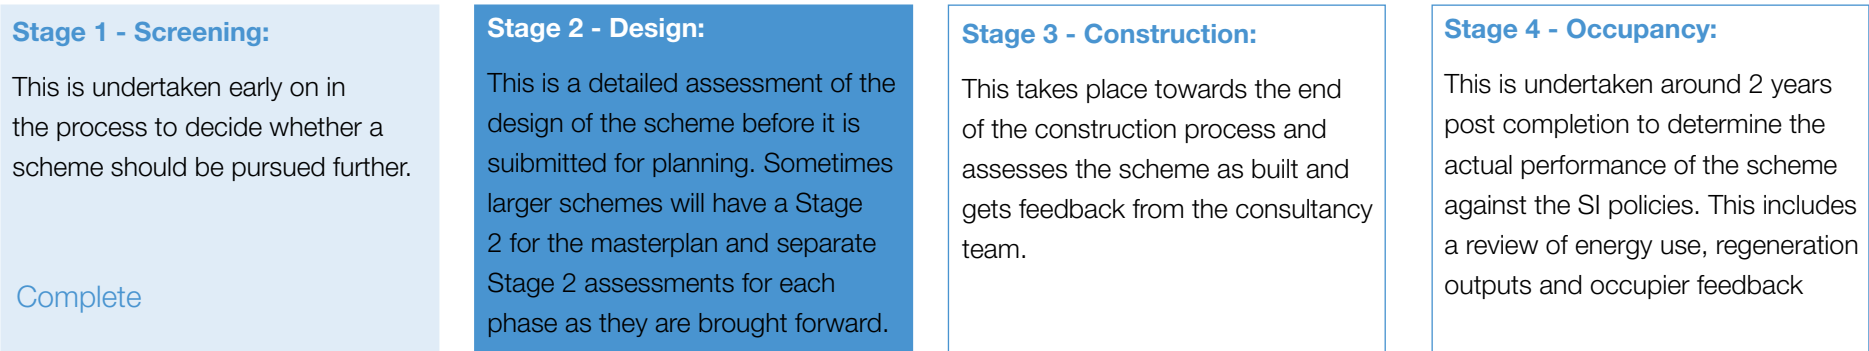 Stage 1 - Screening:
This is undertaken early on in
the process to decide whether a
scheme should be pursued further.
Complete
Stage 2 - Design:
This is a detailed assessment of the
design of the scheme before it is
suibmitted for planning. Sometimes
larger schemes will have a Stage
2 for the masterplan and separate
Stage 2 assessments for each
phase as they are brought forward.
Stage 3 - Construction:
This takes place towards the end
of the construction process and
assesses the scheme as built and
gets feedback from the consultancy
team.
Stage 4 - Occupancy:
This is undertaken around 2 years
post completion to determine the
actual performance of the scheme
against the SI policies. This includes
a review of energy use, regeneration
outputs and occupier feedback